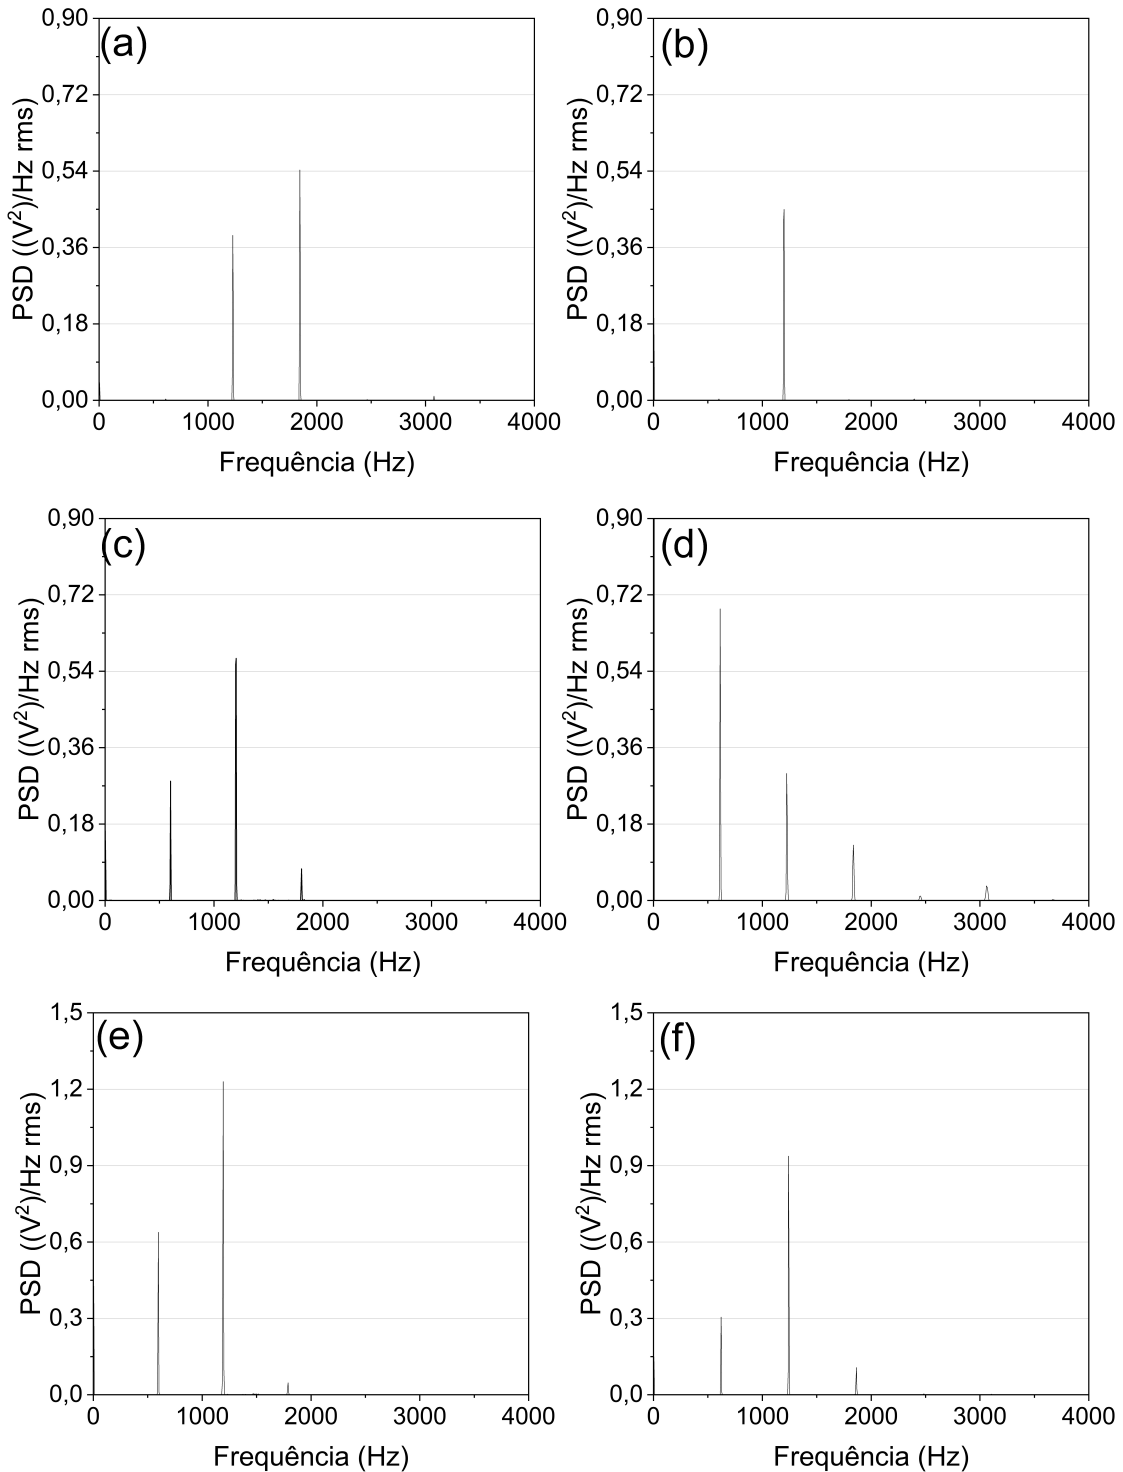 (a)
PSD ((V²)/Hz rms)
0,90
0,72
0,54
0,36
0,18
0,00
0 1000 2000 3000 4000
Frequência (Hz)
(b)
PSD ((V²)/Hz rms)
0,90
0,72
0,54
0,36
0,18
0,00
0 1000 2000 3000 4000
Frequência (Hz)
(c)
PSD ((V²)/Hz rms)
0,90
0,72
0,54
0,36
0,18
0,00
0 1000 2000 3000 4000
Frequência (Hz)
(d)
PSD ((V²)/Hz rms)
0,90
0,72
0,54
0,36
0,18
0,00
0 1000 2000 3000 4000
Frequência (Hz)
(e)
PSD ((V²)/Hz rms)
1,5
1,2
0,9
0,6
0,3
0,0
0 1000 2000 3000 4000
Frequência (Hz)
(f)
PSD ((V²)/Hz rms)
1,5
1,2
0,9
0,6
0,3
0,0
0 1000 2000 3000 4000
Frequência (Hz)